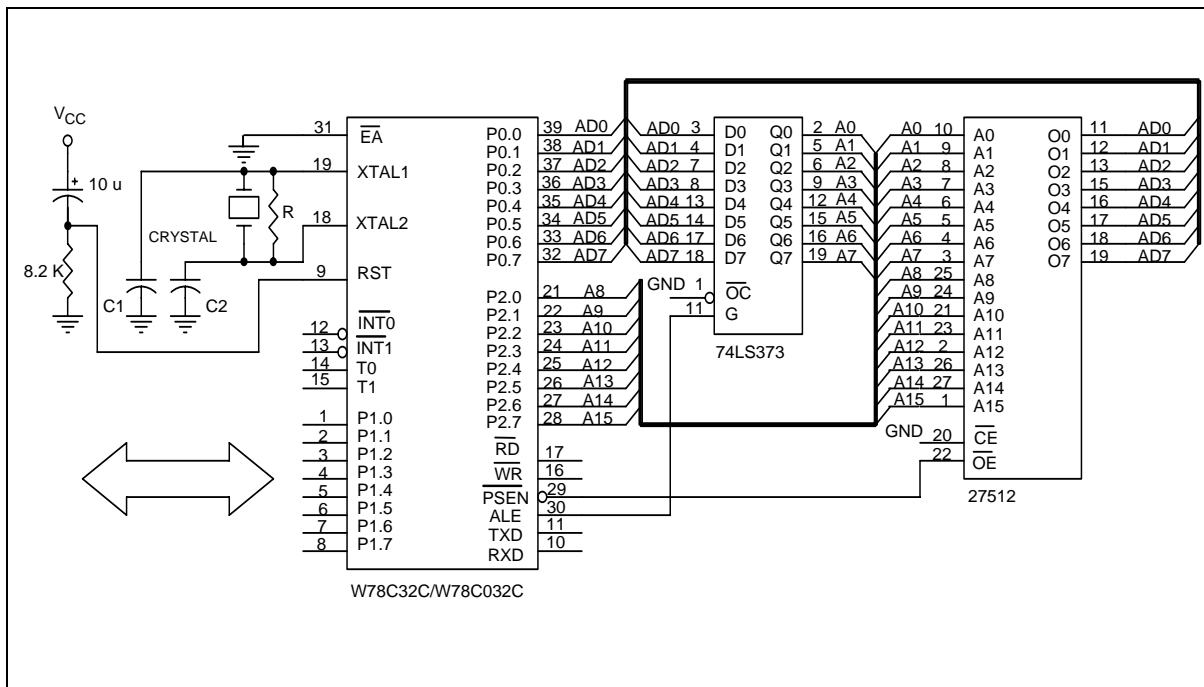 VCC
10 u
8.2 K
C1
C2
CRYSTAL
R
31 EA
19 XTAL1
18 XTAL2
9 RST
12 INT0
13 INT1
14 T0
15 T1
1 P1.0
2 P1.1
3 P1.2
4 P1.3
5 P1.4
6 P1.5
7 P1.6
8 P1.7
P0.0 39 AD0
P0.1 38 AD1
P0.2 37 AD2
P0.3 36 AD3
P0.4 35 AD4
P0.5 34 AD5
P0.6 33 AD6
P0.7 32 AD7
P2.0 21 A8
P2.1 22 A9
P2.2 23 A10
P2.3 24 A11
P2.4 25 A12
P2.5 26 A13
P2.6 27 A14
P2.7 28 A15
RD 17
WR 16
PSEN 29
ALE 30
TXD 11
RXD 10
W78C32C/W78C032C
AD0 3 D0 Q0 2 A0
AD1 4 D1 Q1 5 A1
AD2 7 D2 Q2 6 A2
AD3 8 D3 Q3 9 A3
AD4 13 D4 Q4 12 A4
AD5 14 D5 Q5 15 A5
AD6 17 D6 Q6 16 A6
AD7 18 D7 Q7 19 A7
GND 1 OC
11 G
74LS373
A0 10 A0 O0 11 AD0
A1 9 A1 O1 12 AD1
A2 8 A2 O2 13 AD2
A3 7 A3 O3 15 AD3
A4 6 A4 O4 16 AD4
A5 5 A5 O5 17 AD5
A6 4 A6 O6 18 AD6
A7 3 A7 O7 19 AD7
A8 25 A8
A9 24 A9
A10 21 A10
A11 23 A11
A12 2 A12
A13 26 A13
A14 27 A14
A15 1 A15
GND 20 CE
22 OE
27512